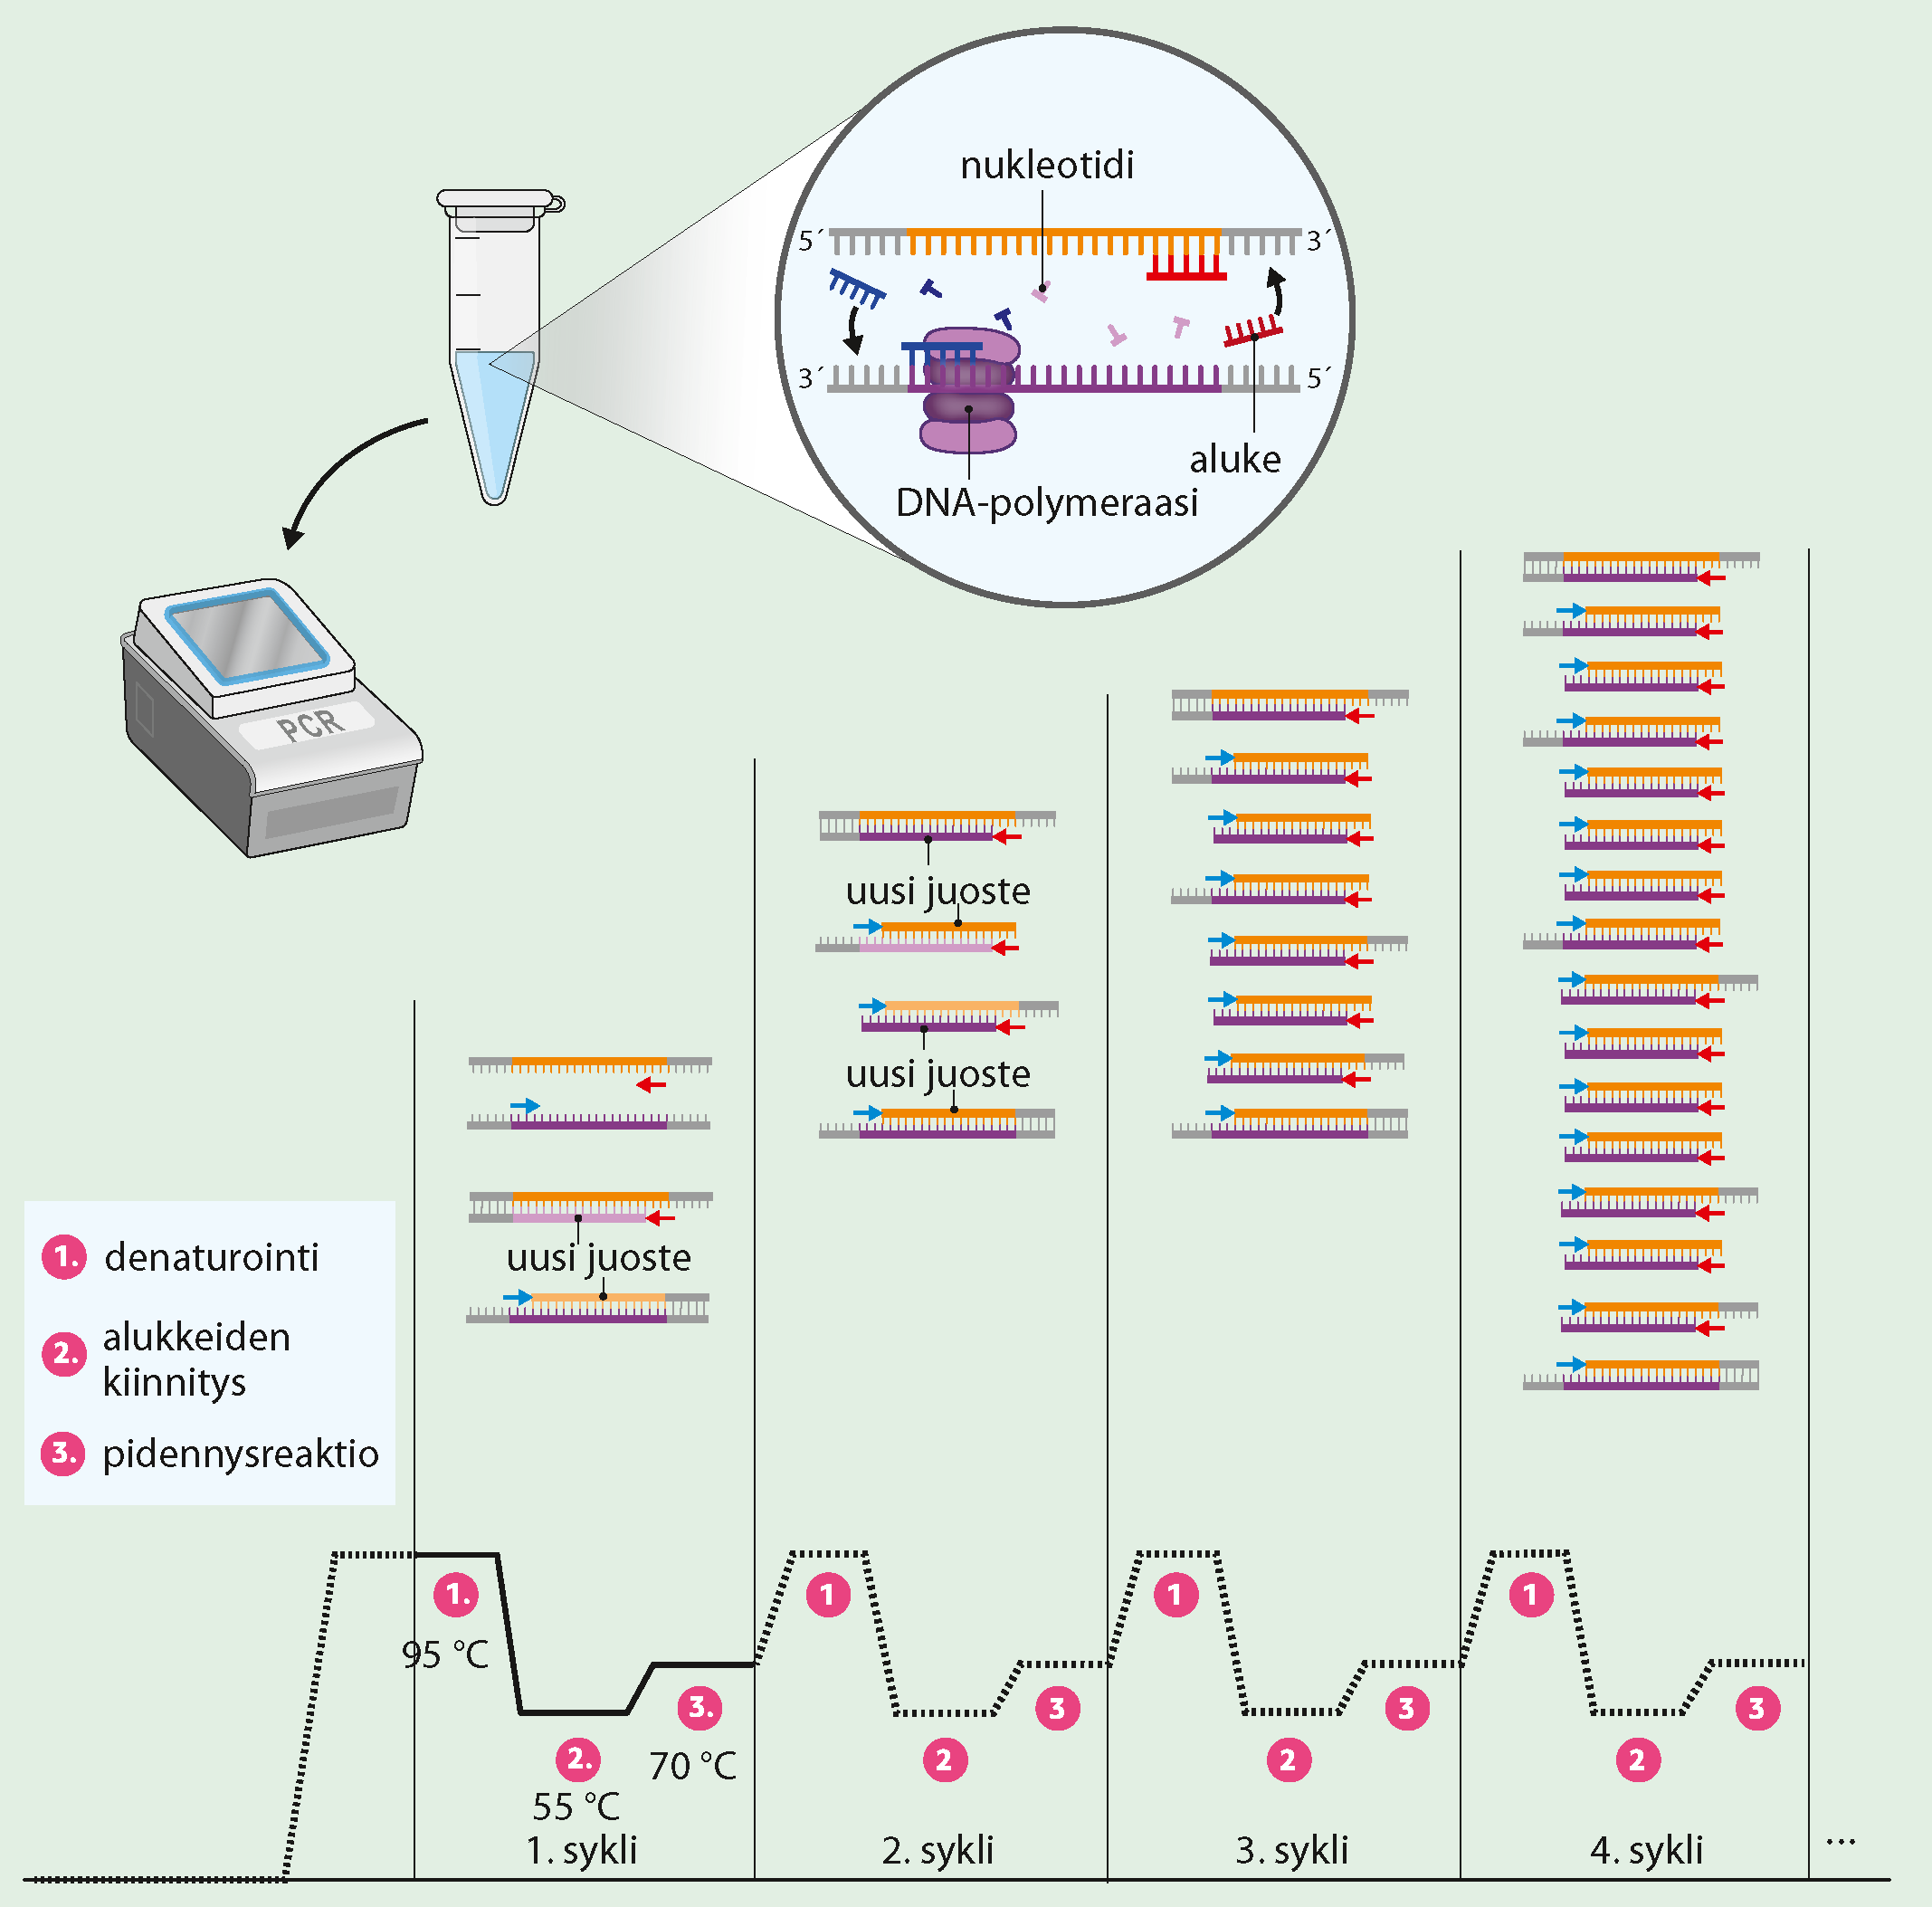 nukleotidi
5´
3´
3´
5´
aluke
DNA-polymeraasi
PCR
uusi juoste
uusi juoste
uusi juoste
1. denaturointi
2. alukkeiden
kiinnitys
3. pidennysreaktio
1.
95 °C
2.
55 °C
3.
70 °C
1
2
3
1
2
3
1
2
3
1. sykli
2. sykli
3. sykli
4. sykli
...